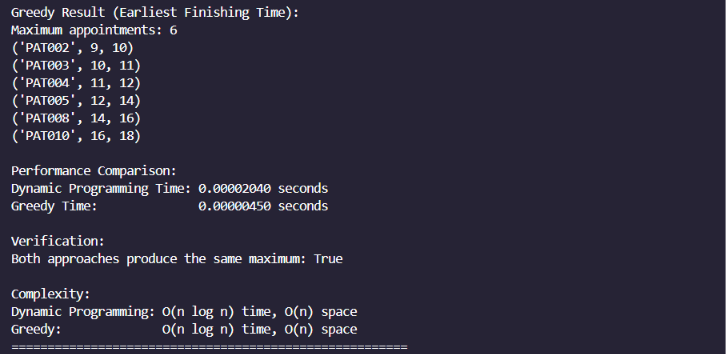 Greedy Result (Earliest Finishing Time):
Maximum appointments: 6
('PAT002', 9, 10)
('PAT003', 10, 11)
('PAT004', 11, 12)
('PAT005', 12, 14)
('PAT008', 14, 16)
('PAT010', 16, 18)
Performance Comparison:
Dynamic Programming Time: 0.00002040 seconds
Greedy Time:              0.00000450 seconds
Verification:
Both approaches produce the same maximum: True
Complexity:
Dynamic Programming: O(n log n) time, O(n) space
Greedy:              O(n log n) time, O(n) space
=======================================================